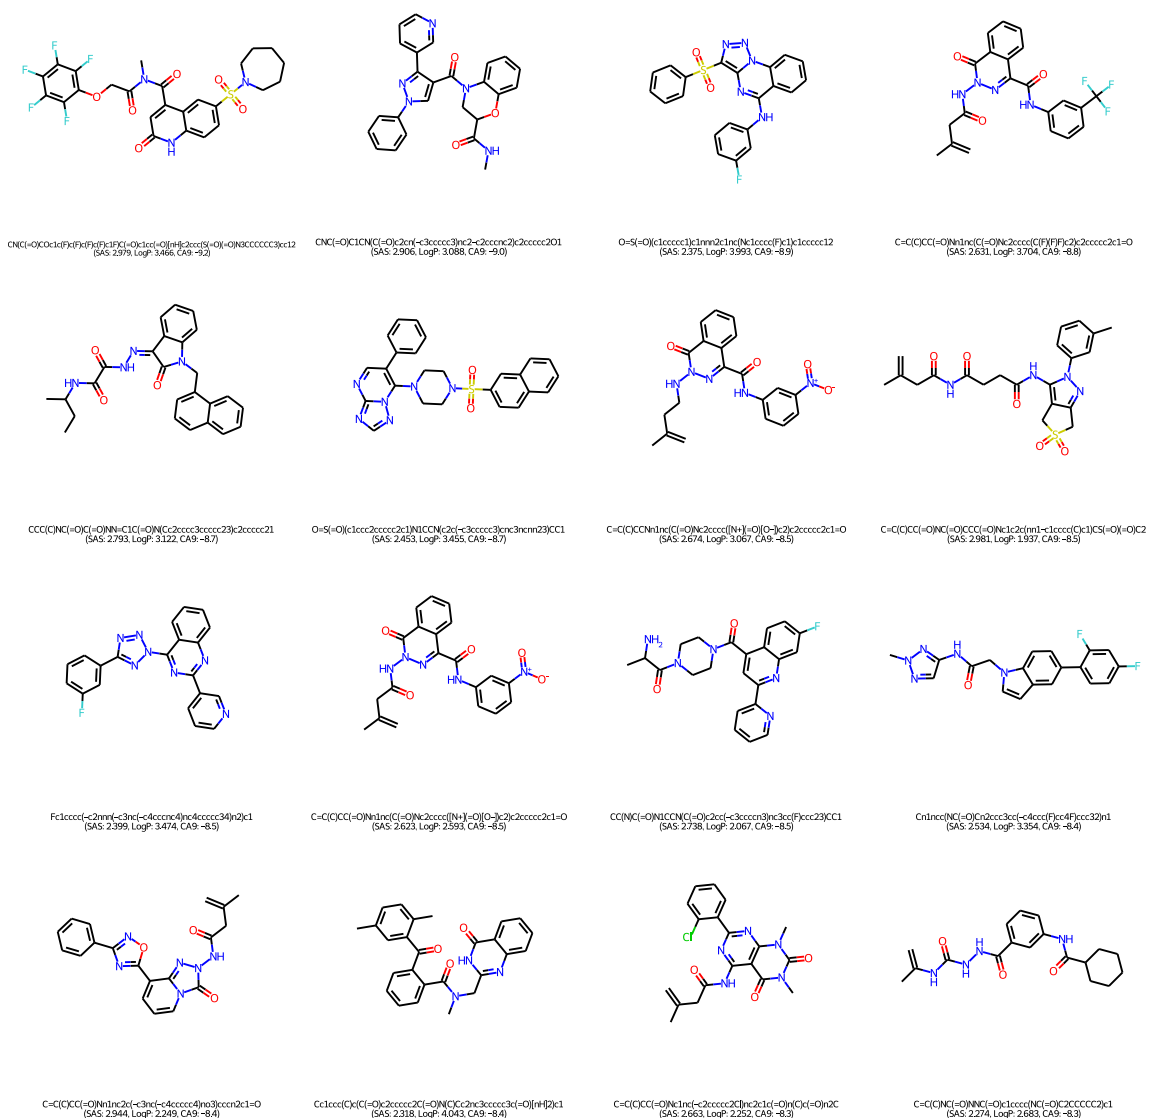 CN(C(=O)COc1c(F)c(F)c(F)c(F)c1F)C(=O)c1cc(=O)[nH]c2ccc(S(=O)(=O)N3CCCCCC3)cc12
(SAS: 2.979, LogP: 3.466, CA9: −9.2)
CNC(=O)C1CN(C(=O)c2cn(-c3ccccc3)nc2-c2cccnc2)c2ccccc2O1
(SAS: 2.906, LogP: 3.088, CA9: −9.0)
O=S(=O)(c1ccccc1)c1nnn2c1nc(Nc1cccc(F)c1)c1ccccc12
(SAS: 2.375, LogP: 3.993, CA9: −8.9)
C=C(C)CC(=O)Nn1nc(C(=O)Nc2cccc(C(F)(F)F)c2)c2ccccc2c1=O
(SAS: 2.631, LogP: 3.704, CA9: −8.8)
CCC(C)NC(=O)C(=O)NN=C1C(=O)N(Cc2cccc3ccccc23)c2ccccc21
(SAS: 2.793, LogP: 3.122, CA9: −8.7)
O=S(=O)(c1ccc2ccccc2c1)N1CCN(c2c(-c3ccccc3)cnc3ncnn23)CC1
(SAS: 2.453, LogP: 3.455, CA9: −8.7)
C=C(C)CCNn1nc(C(=O)Nc2cccc([N+](=O)[O-])c2)c2ccccc2c1=O
(SAS: 2.674, LogP: 3.067, CA9: −8.5)
C=C(C)CC(=O)NC(=O)CCC(=O)Nc1c2c(nn1-c1cccc(C)c1)CS(=O)(=O)C2
(SAS: 2.981, LogP: 1.937, CA9: −8.5)
Fc1cccc(-c2nnn(-c3nc(-c4cccnc4)nc4ccccc34)n2)c1
(SAS: 2.399, LogP: 3.474, CA9: −8.5)
C=C(C)CC(=O)Nn1nc(C(=O)Nc2cccc([N+](=O)[O-])c2)c2ccccc2c1=O
(SAS: 2.623, LogP: 2.593, CA9: −8.5)
CC(N)C(=O)N1CCN(C(=O)c2cc(-c3ccccn3)nc3cc(F)ccc23)CC1
(SAS: 2.738, LogP: 2.067, CA9: −8.5)
Cn1ncc(NC(=O)Cn2ccc3cc(-c4ccc(F)cc4F)ccc32)n1
(SAS: 2.534, LogP: 3.354, CA9: −8.4)
C=C(C)CC(=O)Nn1nc2c(-c3nc(-c4ccccc4)no3)cccn2c1=O
(SAS: 2.944, LogP: 2.249, CA9: −8.4)
Cc1ccc(C)c(C(=O)c2ccccc2C(=O)N(C)Cc2nc3ccccc3c(=O)[nH]2)c1
(SAS: 2.318, LogP: 4.043, CA9: −8.4)
C=C(C)CC(=O)Nc1nc(-c2ccccc2Cl)nc2c1c(=O)n(C)c(=O)n2C
(SAS: 2.663, LogP: 2.252, CA9: −8.3)
C=C(C)NC(=O)NNC(=O)c1cccc(NC(=O)C2CCCCC2)c1
(SAS: 2.274, LogP: 2.683, CA9: −8.3)